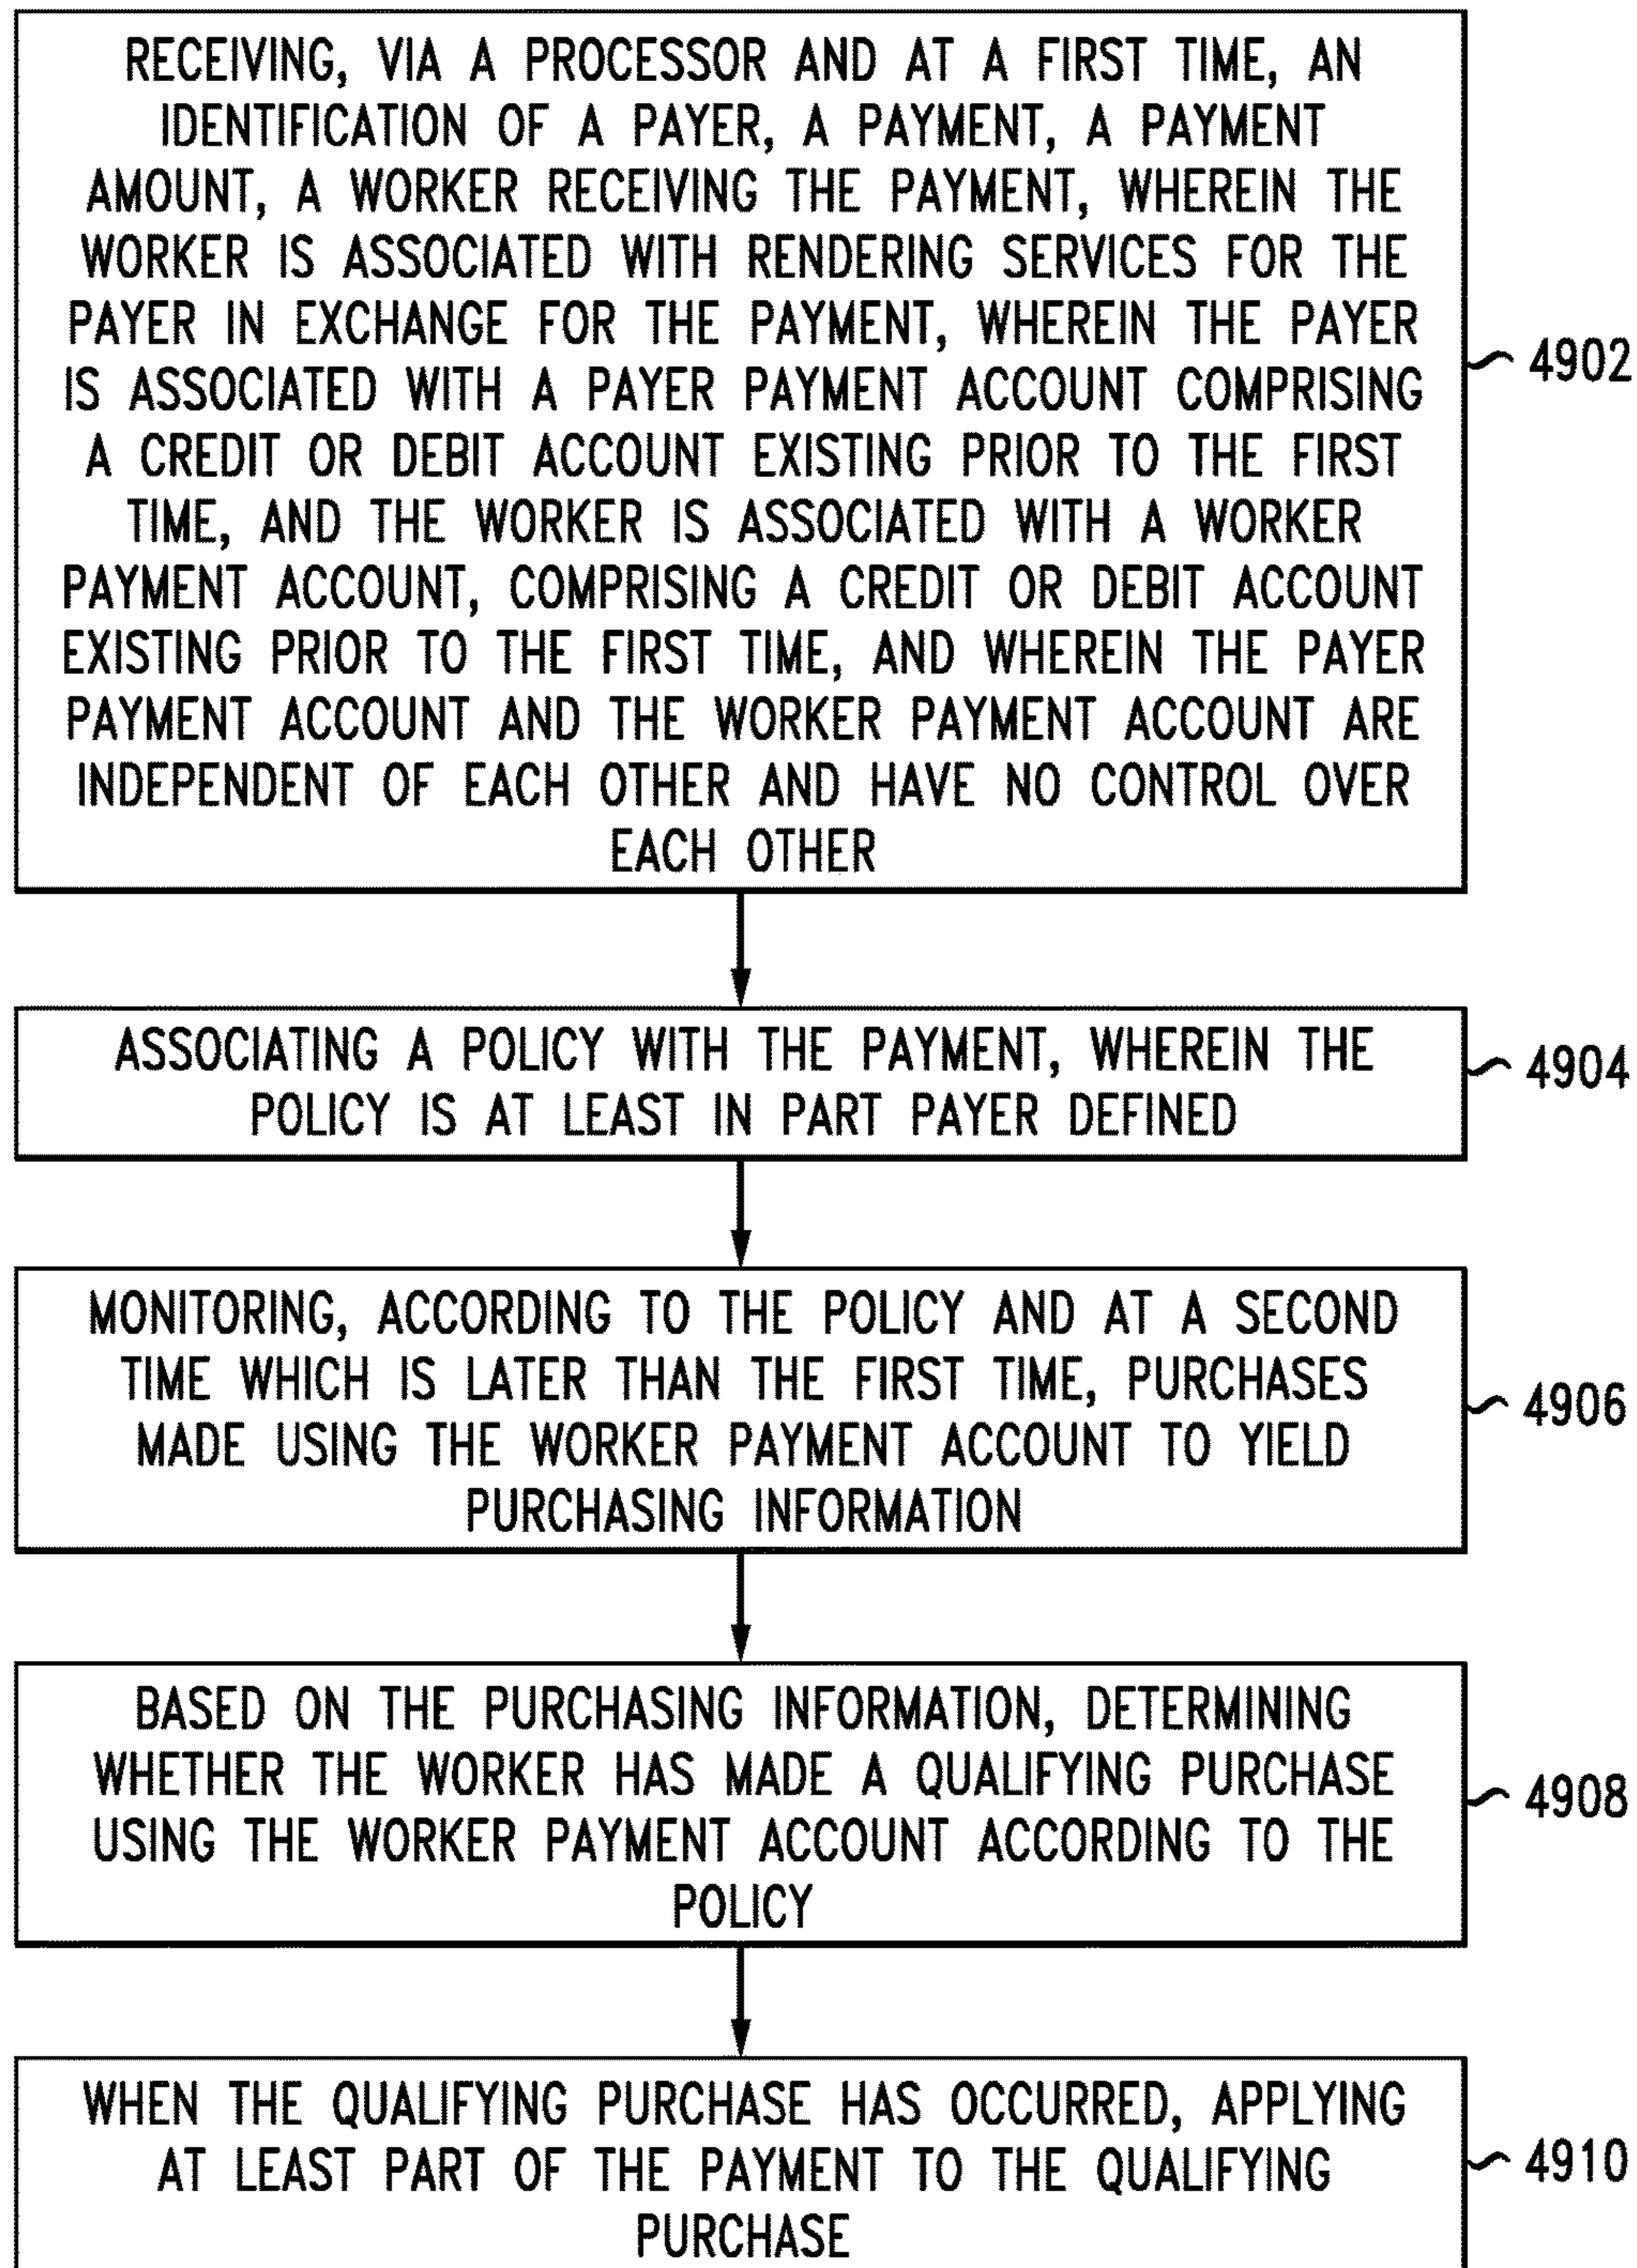 RECEIVING, VIA A PROCESSOR AND AT A FIRST TIME, AN
IDENTIFICATION OF A PAYER, A PAYMENT, A PAYMENT
AMOUNT, A WORKER RECEIVING THE PAYMENT, WHEREIN THE
WORKER IS ASSOCIATED WITH RENDERING SERVICES FOR THE
PAYER IN EXCHANGE FOR THE PAYMENT, WHEREIN THE PAYER
IS ASSOCIATED WITH A PAYER PAYMENT ACCOUNT COMPRISING
A CREDIT OR DEBIT ACCOUNT EXISTING PRIOR TO THE FIRST
TIME, AND THE WORKER IS ASSOCIATED WITH A WORKER
PAYMENT ACCOUNT, COMPRISING A CREDIT OR DEBIT ACCOUNT
EXISTING PRIOR TO THE FIRST TIME, AND WHEREIN THE PAYER
PAYMENT ACCOUNT AND THE WORKER PAYMENT ACCOUNT ARE
INDEPENDENT OF EACH OTHER AND HAVE NO CONTROL OVER
EACH OTHER
4902
ASSOCIATING A POLICY WITH THE PAYMENT, WHEREIN THE
POLICY IS AT LEAST IN PART PAYER DEFINED
4904
MONITORING, ACCORDING TO THE POLICY AND AT A SECOND
TIME WHICH IS LATER THAN THE FIRST TIME, PURCHASES
MADE USING THE WORKER PAYMENT ACCOUNT TO YIELD
PURCHASING INFORMATION
4906
BASED ON THE PURCHASING INFORMATION, DETERMINING
WHETHER THE WORKER HAS MADE A QUALIFYING PURCHASE
USING THE WORKER PAYMENT ACCOUNT ACCORDING TO THE
POLICY
4908
WHEN THE QUALIFYING PURCHASE HAS OCCURRED, APPLYING
AT LEAST PART OF THE PAYMENT TO THE QUALIFYING
PURCHASE
4910